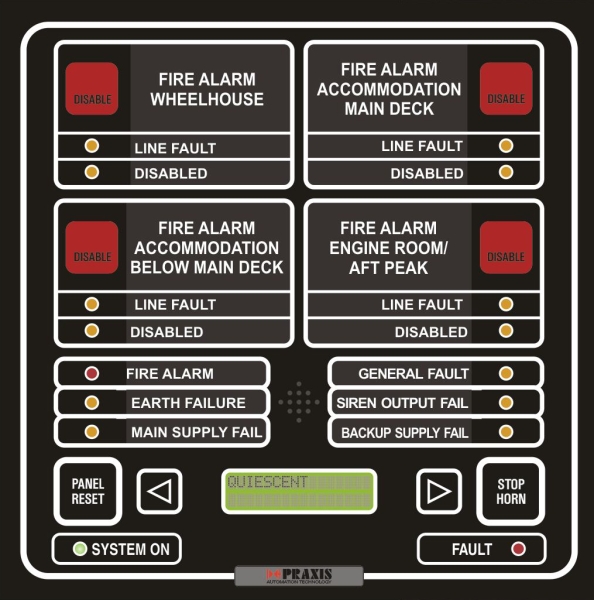 DISABLE
FIRE ALARM
WHEELHOUSE
LINE FAULT
DISABLED
FIRE ALARM
ACCOMMODATION
MAIN DECK
DISABLE
LINE FAULT
DISABLED
DISABLE
FIRE ALARM
ACCOMMODATION
BELOW MAIN DECK
LINE FAULT
DISABLED
FIRE ALARM
ENGINE ROOM/
AFT PEAK
DISABLE
LINE FAULT
DISABLED
FIRE ALARM
EARTH FAILURE
MAIN SUPPLY FAIL
GENERAL FAULT
SIREN OUTPUT FAIL
BACKUP SUPPLY FAIL
PANEL
RESET
QUIESCENT
STOP
HORN
SYSTEM ON
FAULT
PRAXIS
AUTOMATION TECHNOLOGY